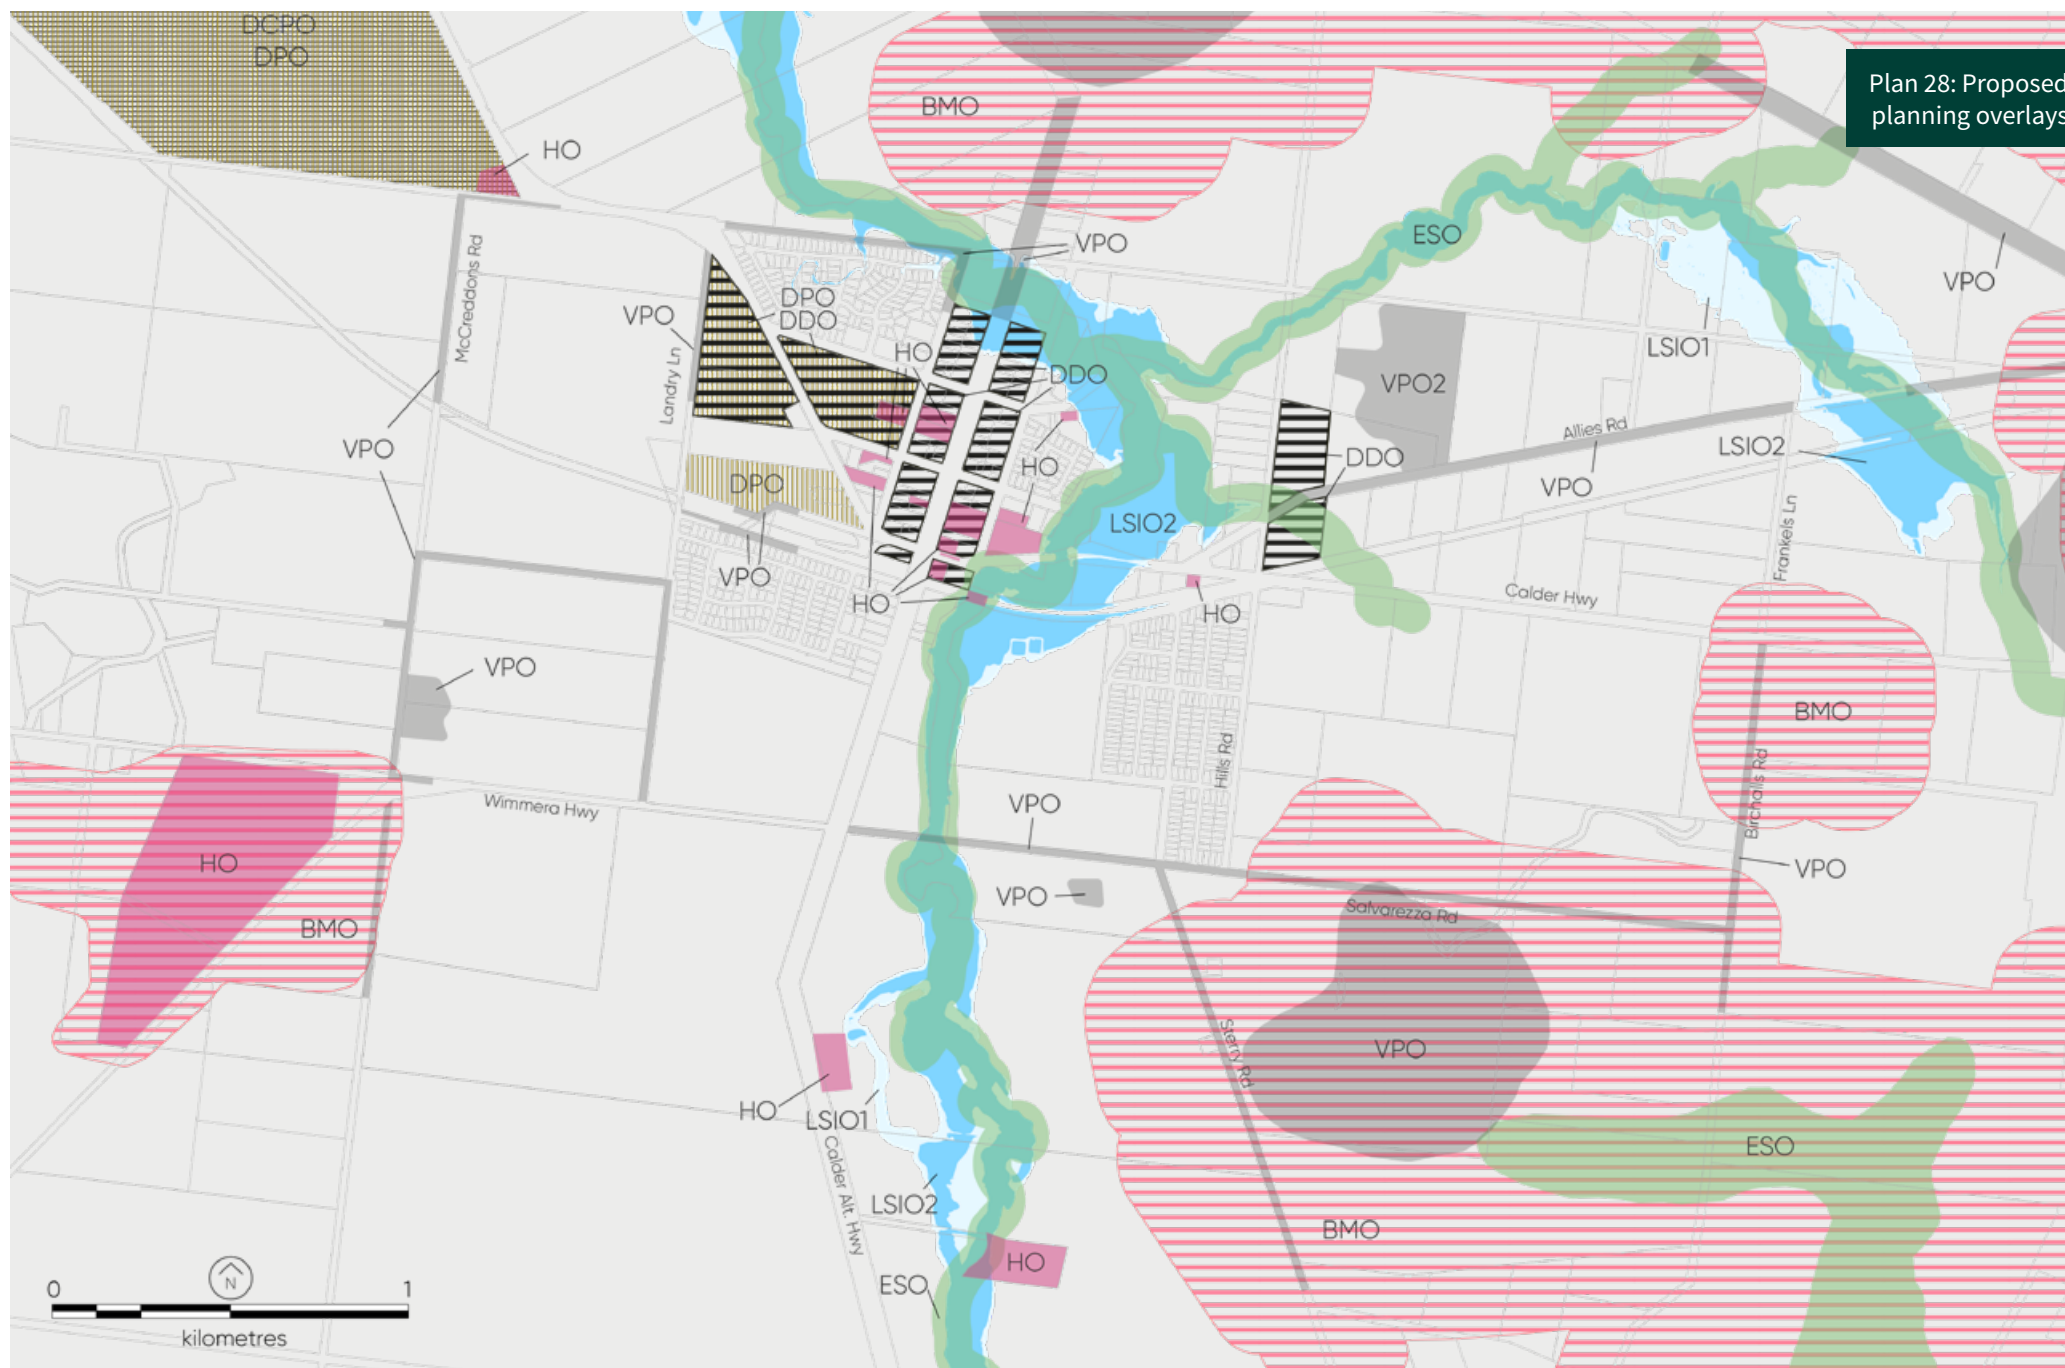 DCPO
DPO
Plan 28: Proposed
planning overlays
BMO
HO
VPO
ESO
VPO
McCreddons Rd
DPO
DDO
VPO
LSIO1
HO
Landry Ln
DDO
VPO2
Allies Rd
VPO
LSIO2
HO
DDO
DPO
VPO
LSIO2
Frankels Ln
VPO
HO
HO
Calder Hwy
VPO
BMO
Hills Rd
Birchalls Rd
Wimmera Hwy
VPO
HO
VPO
VPO
Salvarezza Rd
BMO
VPO
Sterry Rd
HO
LSIO1
Calder Alt. Hwy
ESO
LSIO2
BMO
HO
ESO
0
N
1
kilometres